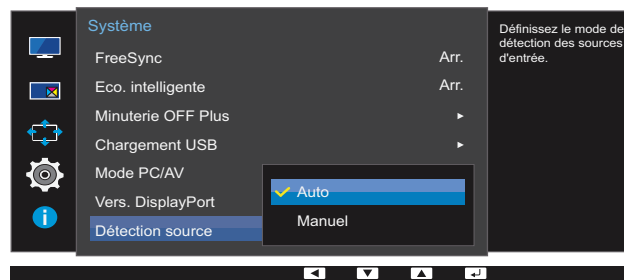 Système
FreeSync Arr.
Eco. intelligente Arr.
Minuterie OFF Plus
Chargement USB
Mode PC/AV
Vers. DisplayPort
Détection source
Auto
Manuel
Définissez le mode de
détection des sources
d'entrée.